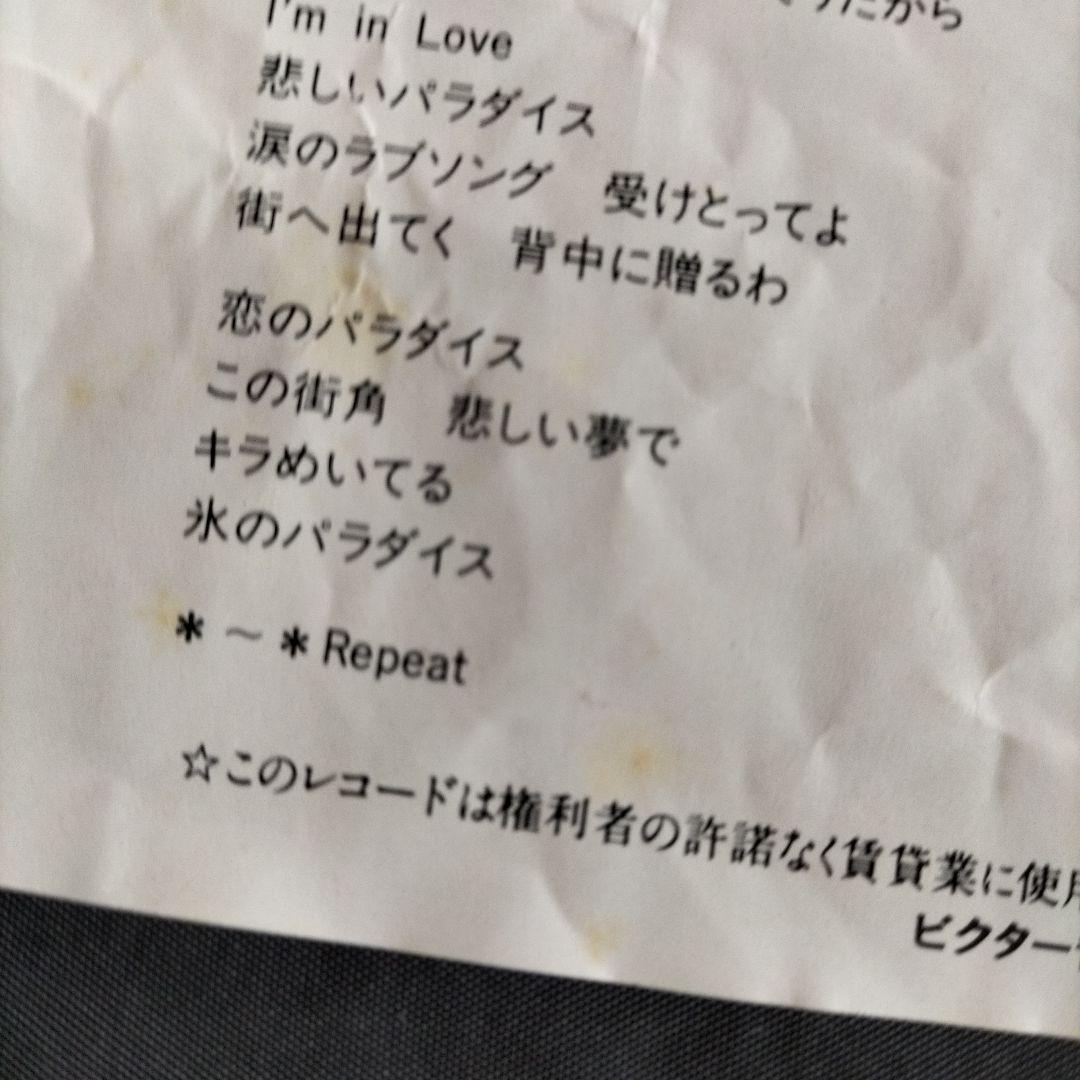 だから
I'm in Love
悲しいパラダイス
涙のラブソング 受けとってよ
街へ出てく 背中に贈るわ
恋のパラダイス
この街角 悲しい夢で
キラめいてる
氷のパラダイス
* ~ * Repeat
☆このレコードは権利者の許諾なく賃貸業に使用
ビクター